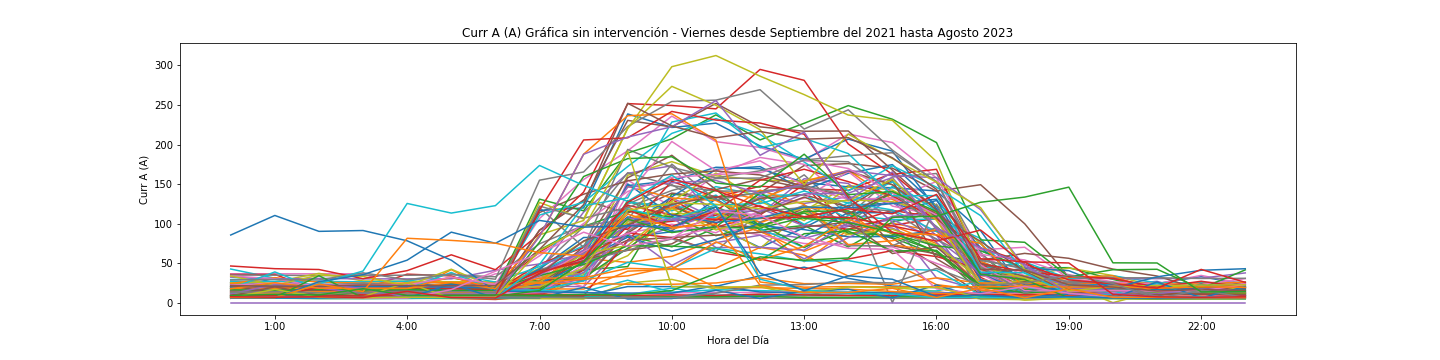 Curr A (A) Gráfica sin intervención - Viernes desde Septiembre del 2021 hasta Agosto 2023
Curr A (A)
300
250
200
150
100
50
0
1:00 4:00 7:00 10:00 13:00 16:00 19:00 22:00
Hora del Día